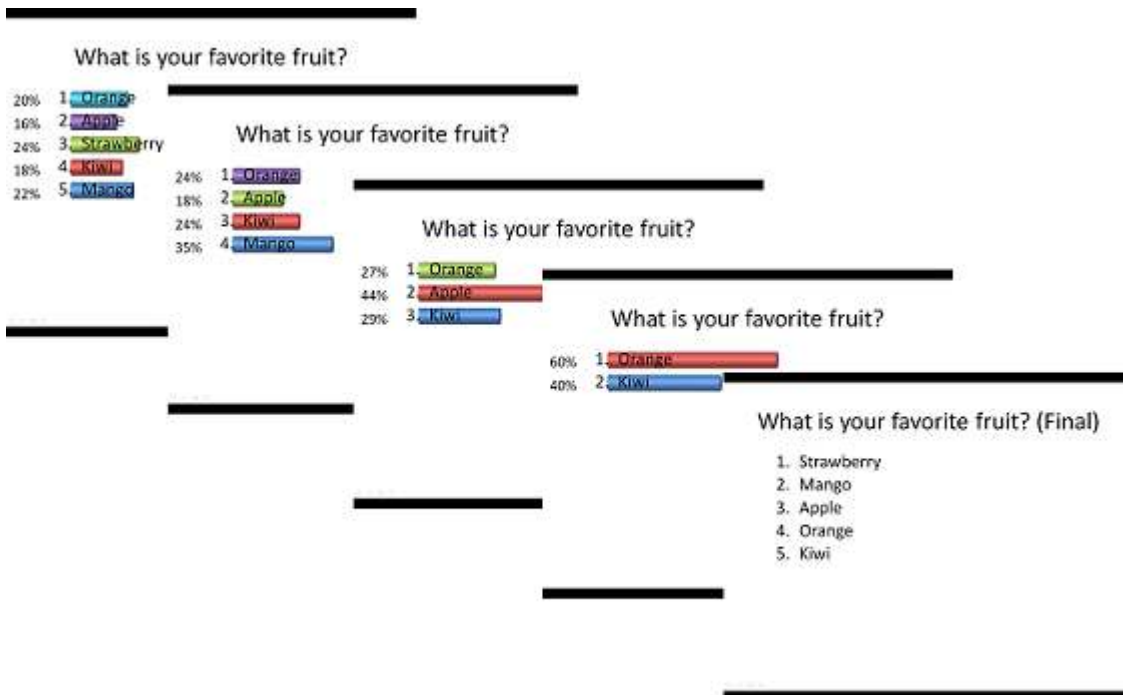 What is your favorite fruit?
20% 1. Orange
16% 2. Apple
24% 3. Strawberry
18% 4. Kiwi
22% 5. Mango
What is your favorite fruit?
24% 1. Orange
18% 2. Apple
24% 3. Kiwi
35% 4. Mango
What is your favorite fruit?
27% 1. Orange
44% 2. Apple
29% 3. Kiwi
What is your favorite fruit?
60% 1. Orange
40% 2. Kiwi
What is your favorite fruit? (Final)
1. Strawberry
2. Mango
3. Apple
4. Orange
5. Kiwi